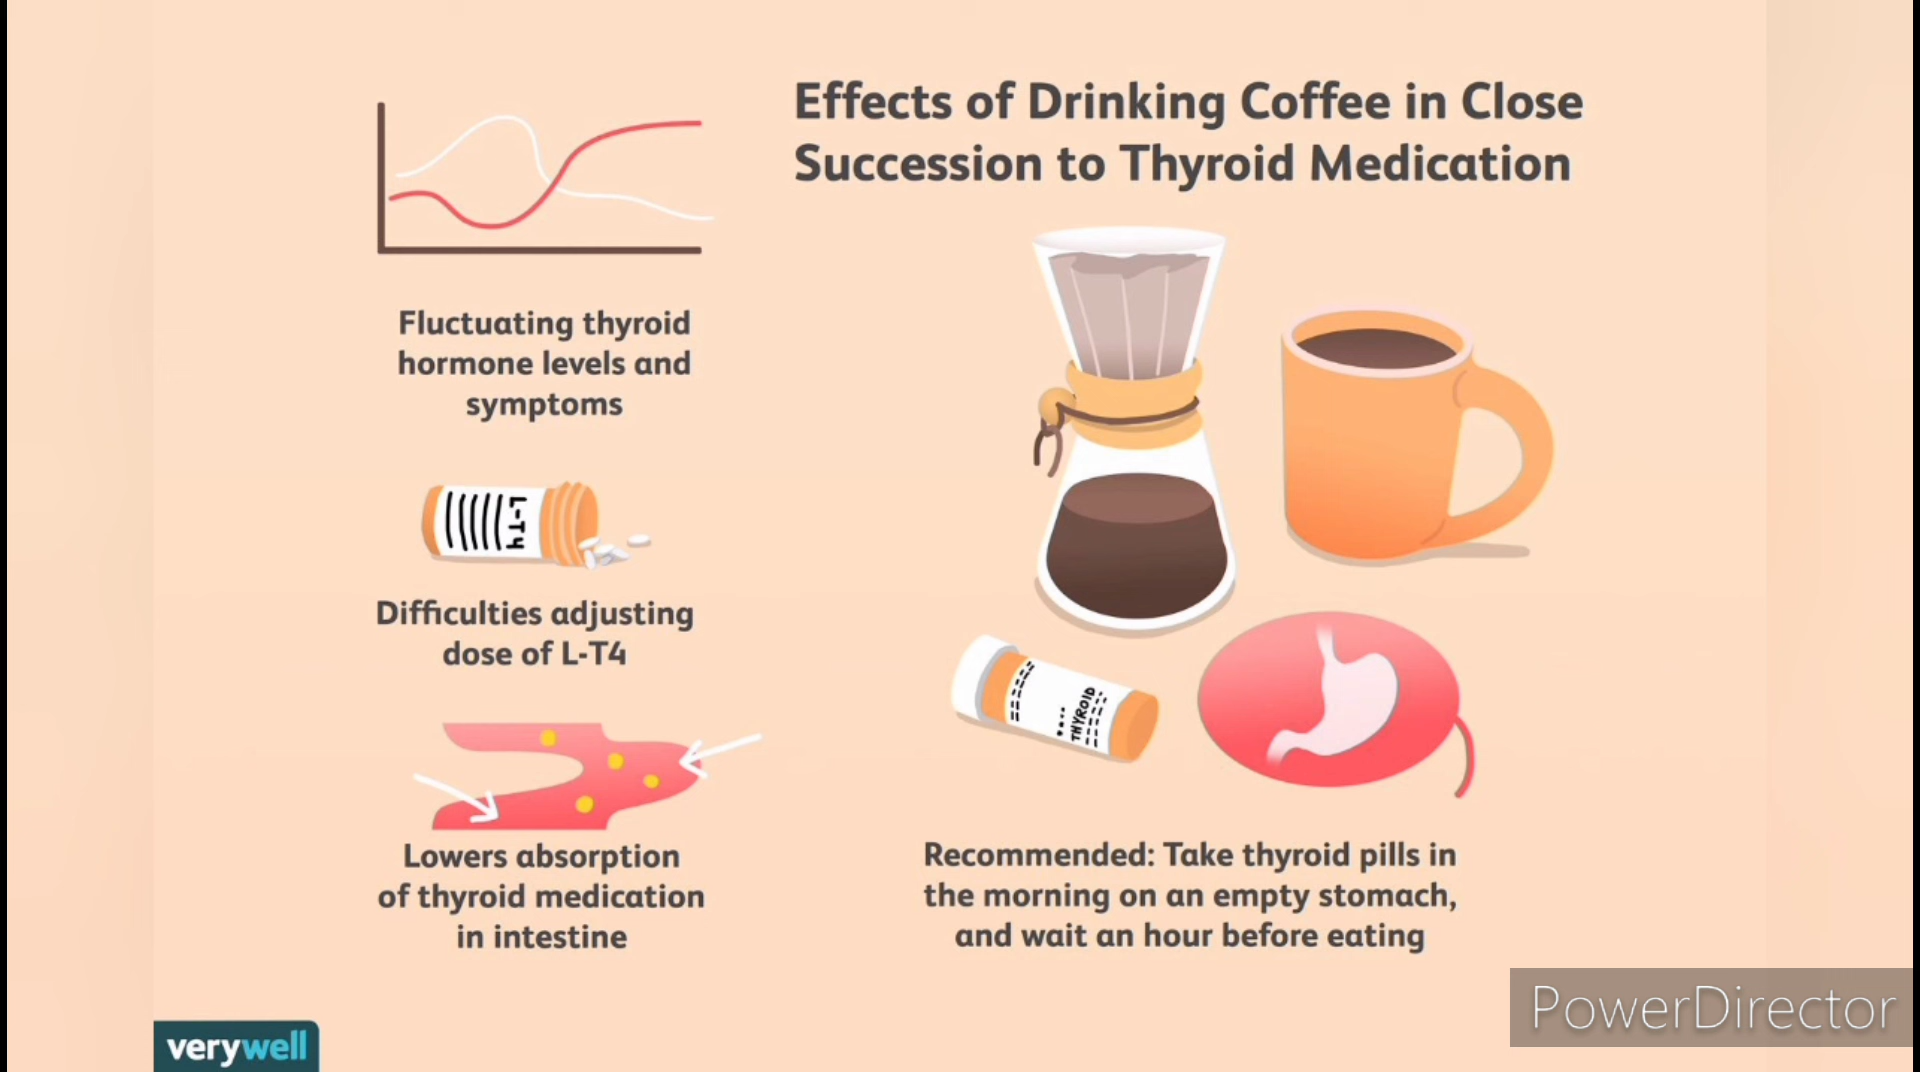 Effects of Drinking Coffee in Close
Succession to Thyroid Medication
Fluctuating thyroid
hormone levels and
symptoms
L-T4
Difficulties adjusting
dose of L-T4
Lowers absorption
of thyroid medication
in intestine
THYROID
Recommended: Take thyroid pills in
the morning on an empty stomach,
and wait an hour before eating
verywell
PowerDirector